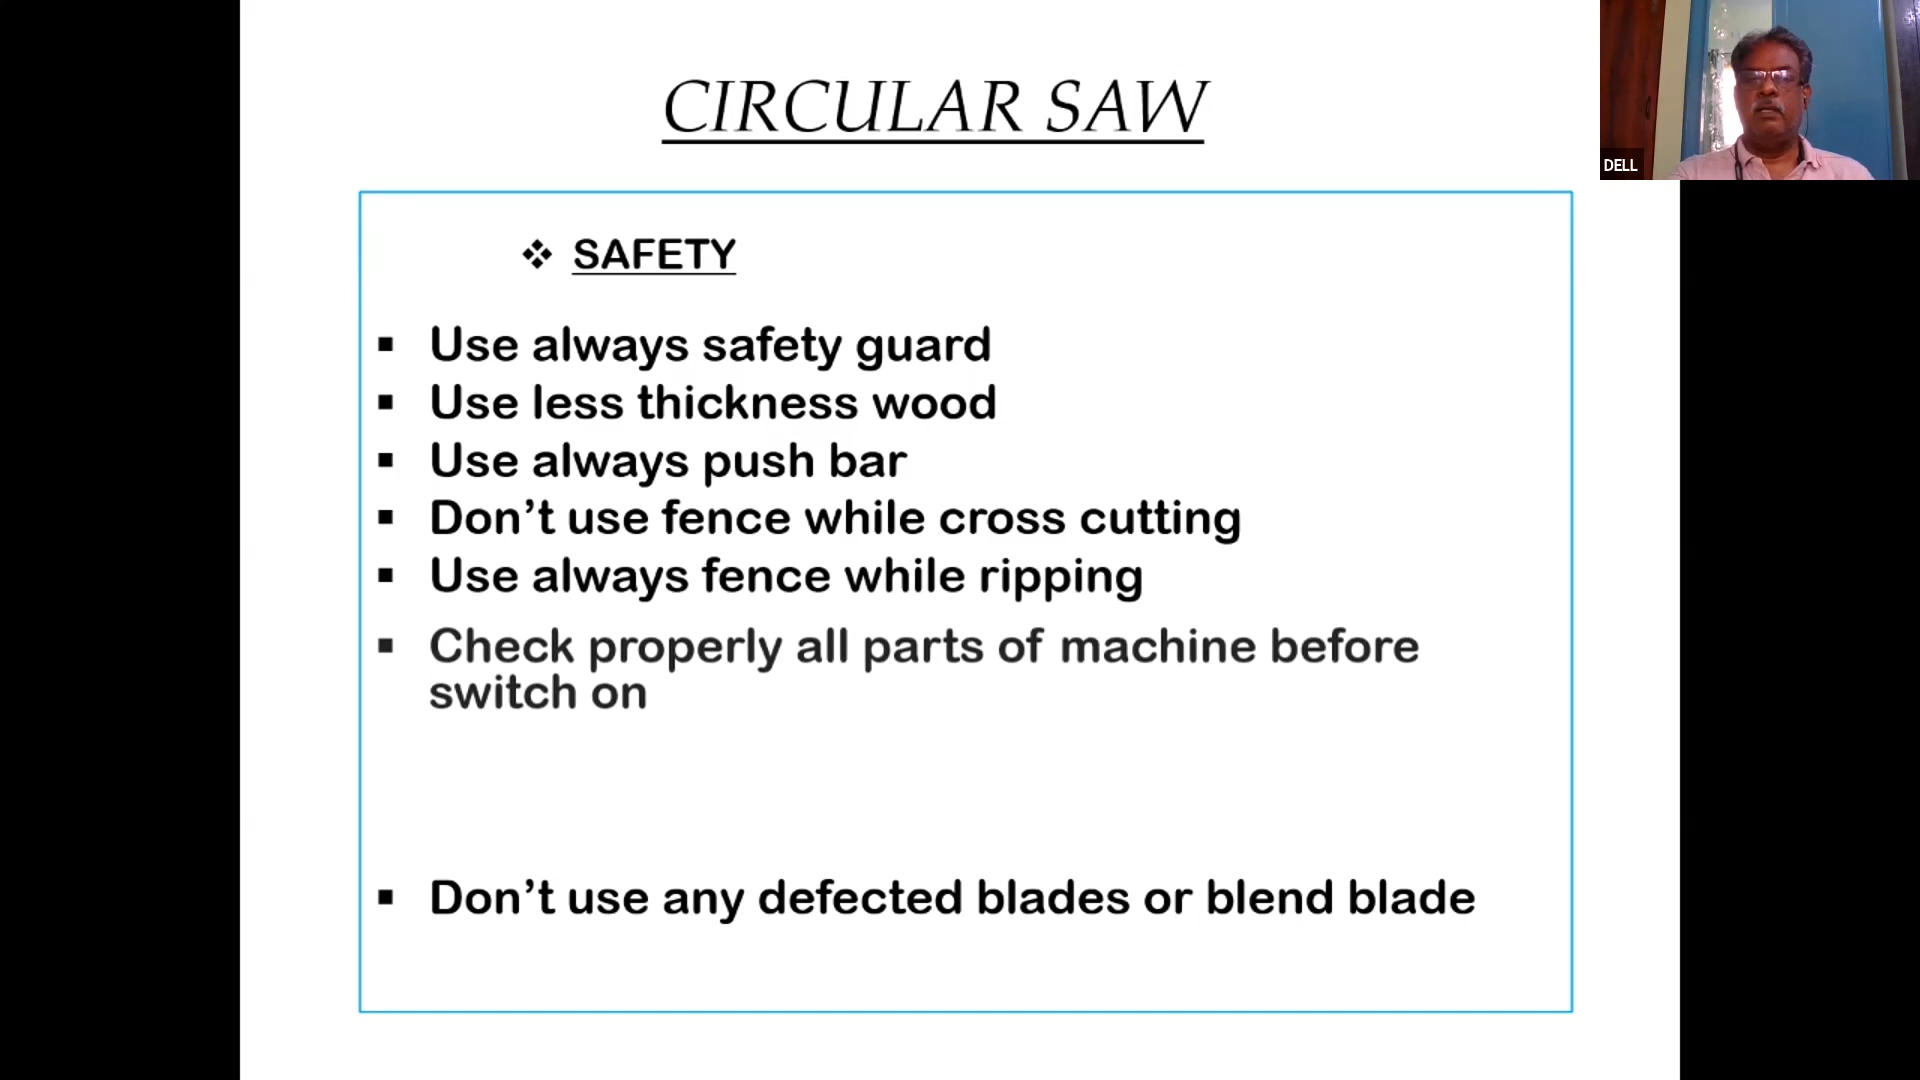 CIRCULAR SAW
DELL
❖ SAFETY
▪ Use always safety guard
▪ Use less thickness wood
▪ Use always push bar
▪ Don’t use fence while cross cutting
▪ Use always fence while ripping
▪ Check properly all parts of machine before
switch on
▪ Don’t use any defected blades or blend blade